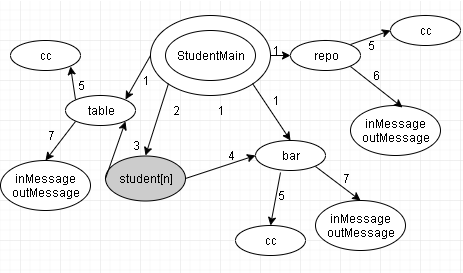 cc
StudentMain
1
repo
5
cc
6
5
1
2
1
1
table
7
3
inMessage
outMessage
inMessage
outMessage
student[n]
4
bar
5
7
cc
inMessage
outMessage